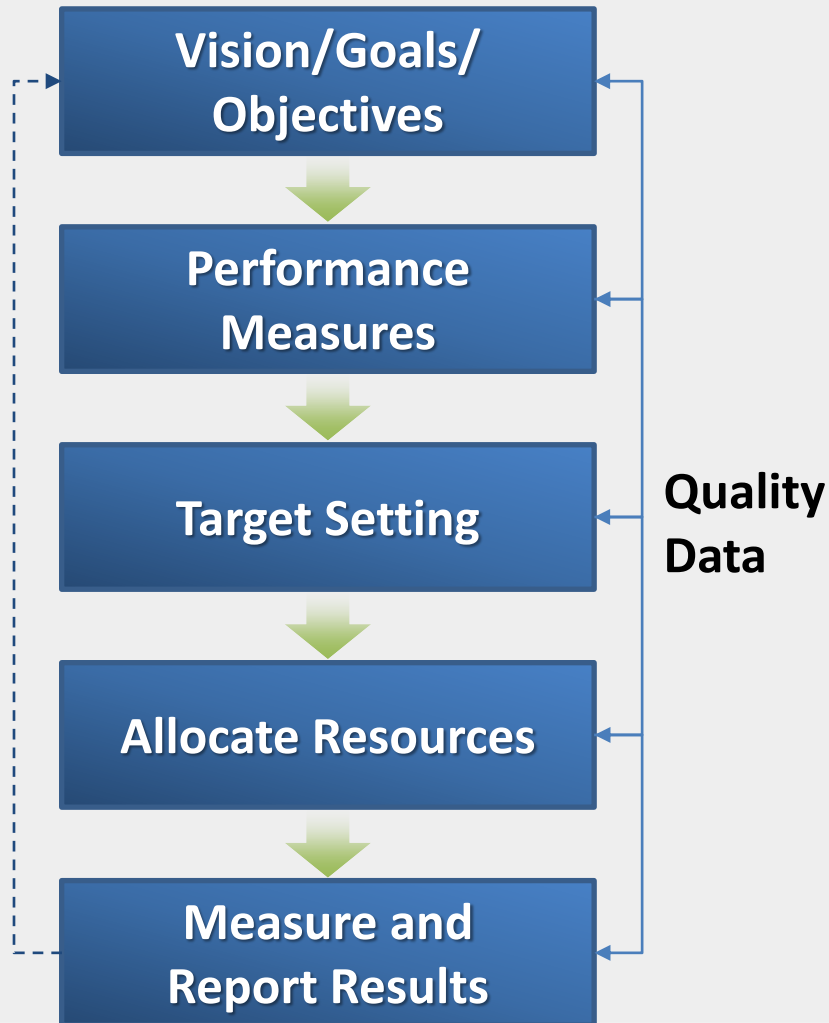 Vision/Goals/
Objectives
Performance
Measures
Target Setting
Quality
Data
Allocate Resources
Measure and
Report Results